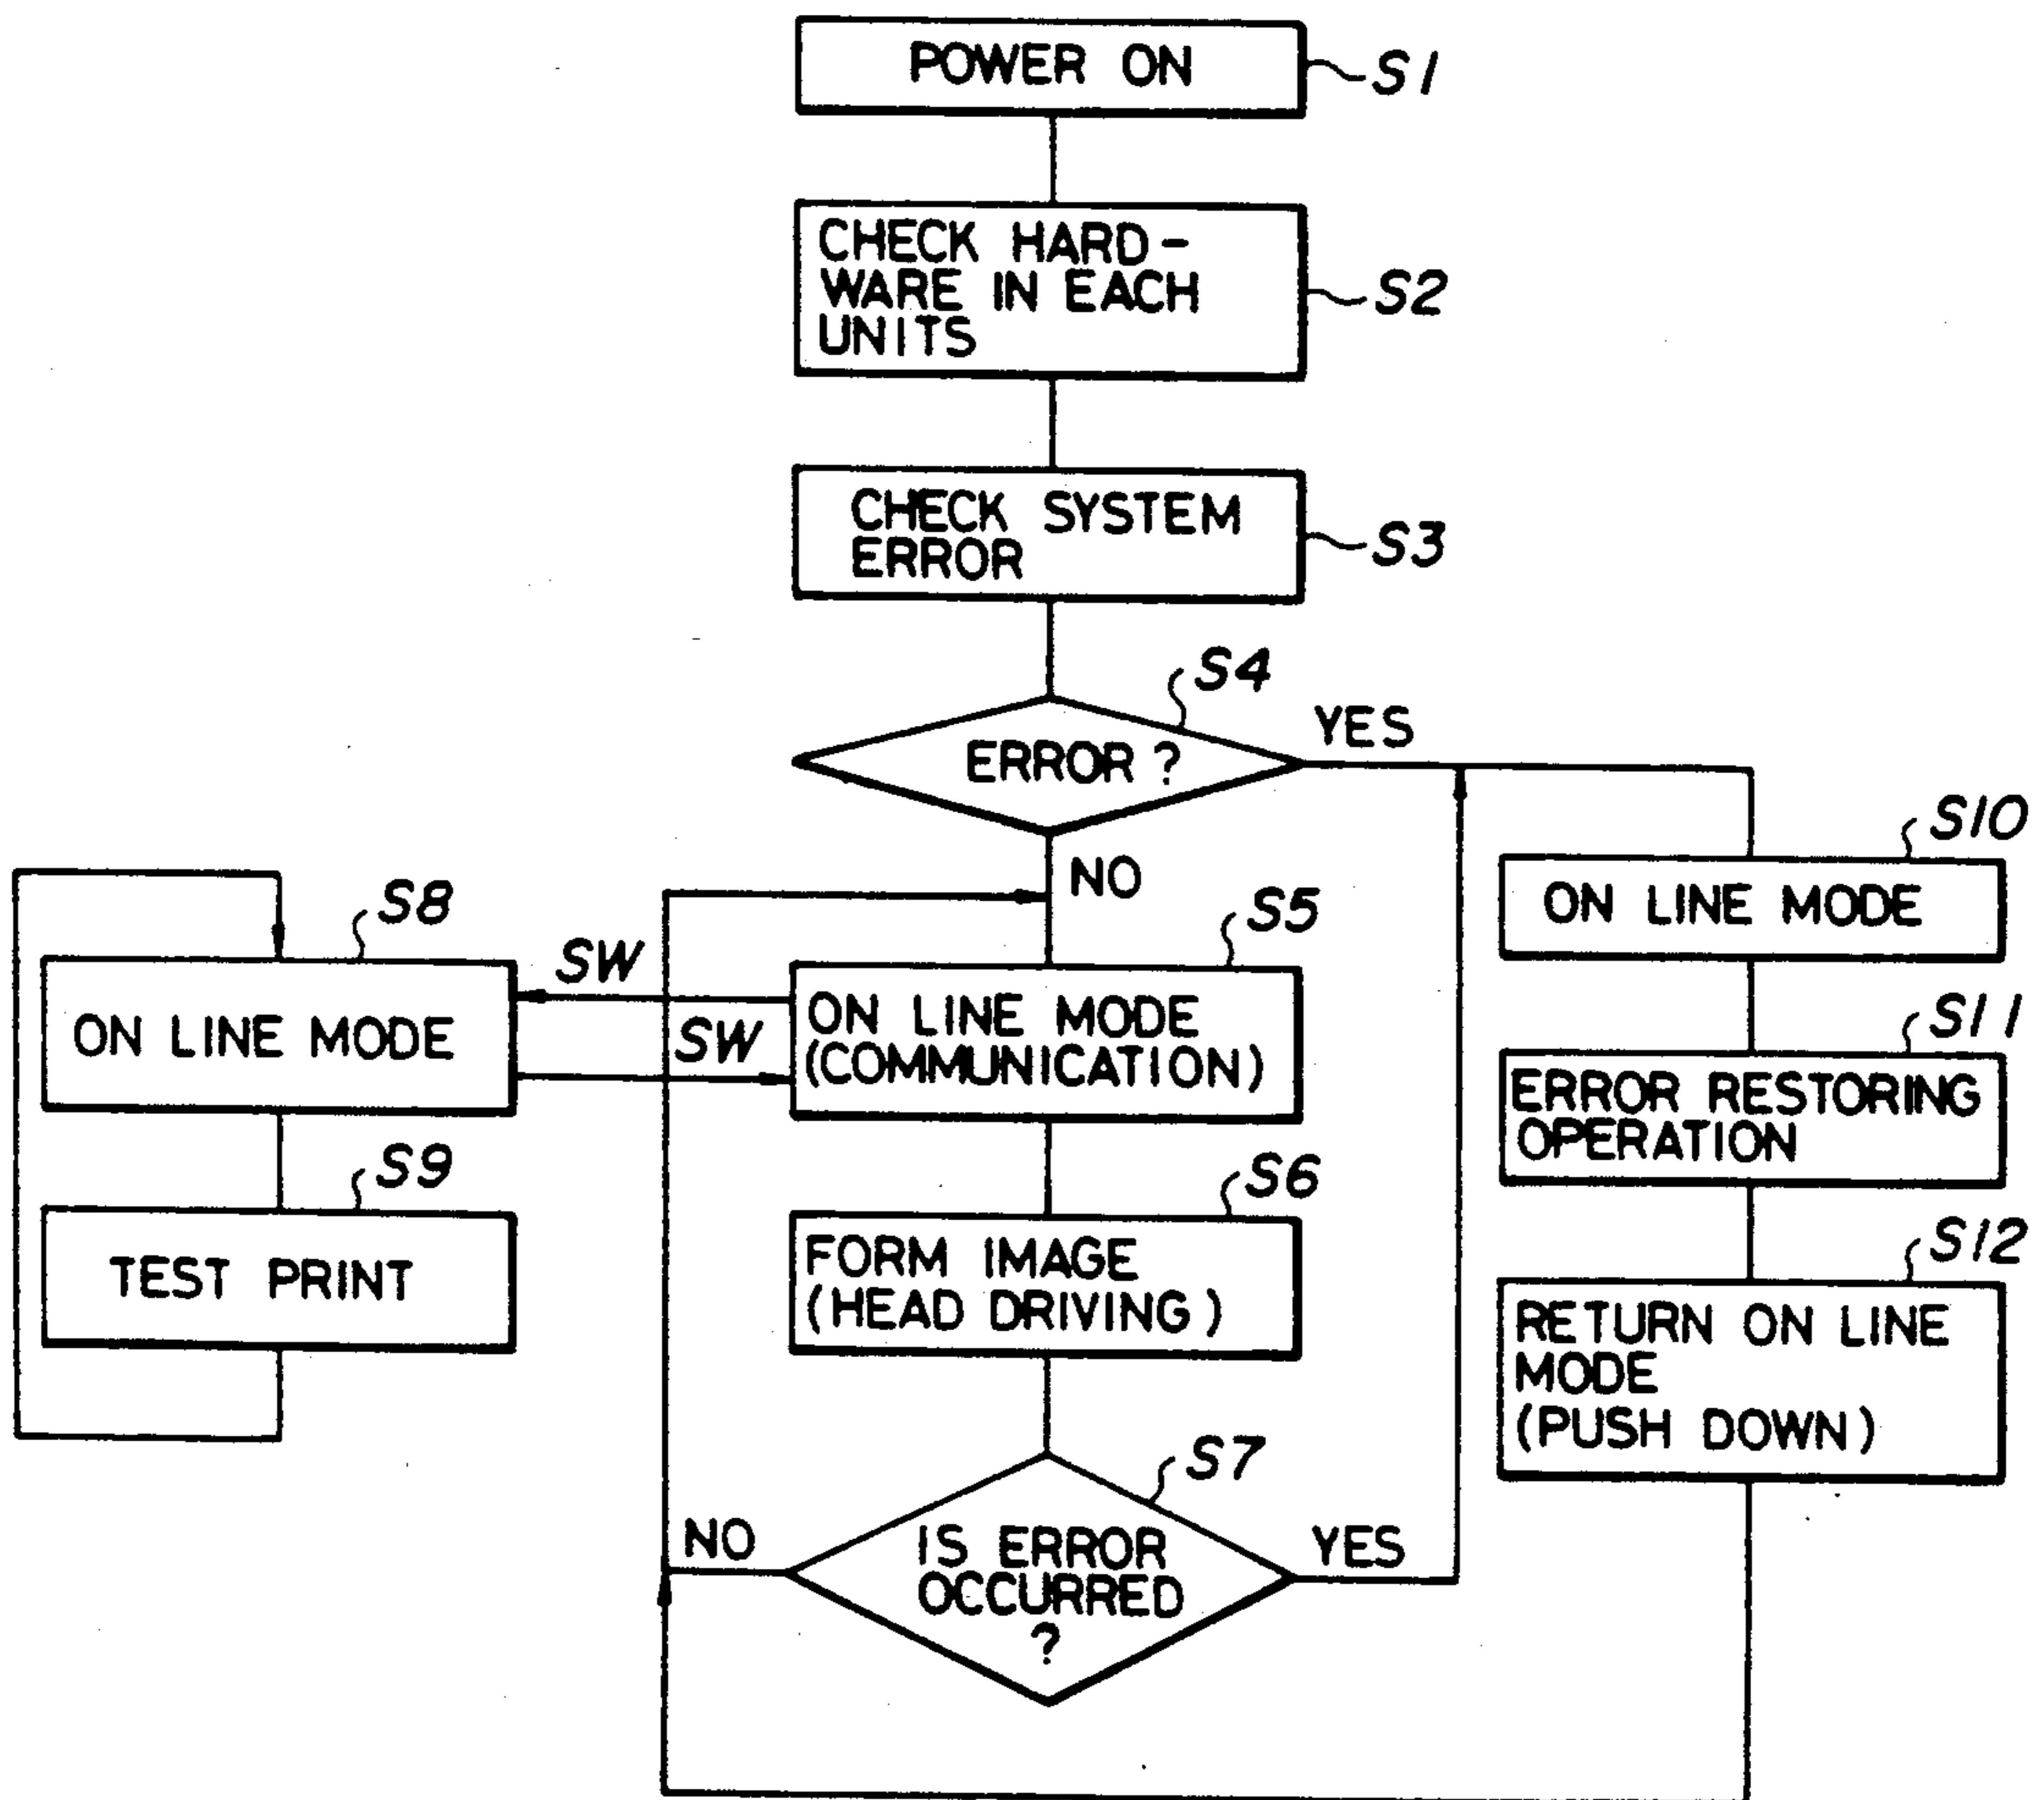 POWER ON
S1
CHECK HARD-
WARE IN EACH
UNITS
S2
CHECK SYSTEM
ERROR
S3
S4
ERROR?
YES
NO
S10
ON LINE MODE
S8
ON LINE MODE
SW
SW
S5
ON LINE MODE
(COMMUNICATION)
S11
ERROR RESTORING
OPERATION
S9
TEST PRINT
S6
FORM IMAGE
(HEAD DRIVING)
S12
RETURN ON LINE
MODE
(PUSH DOWN)
S7
IS ERROR
OCCURRED
?
NO
YES